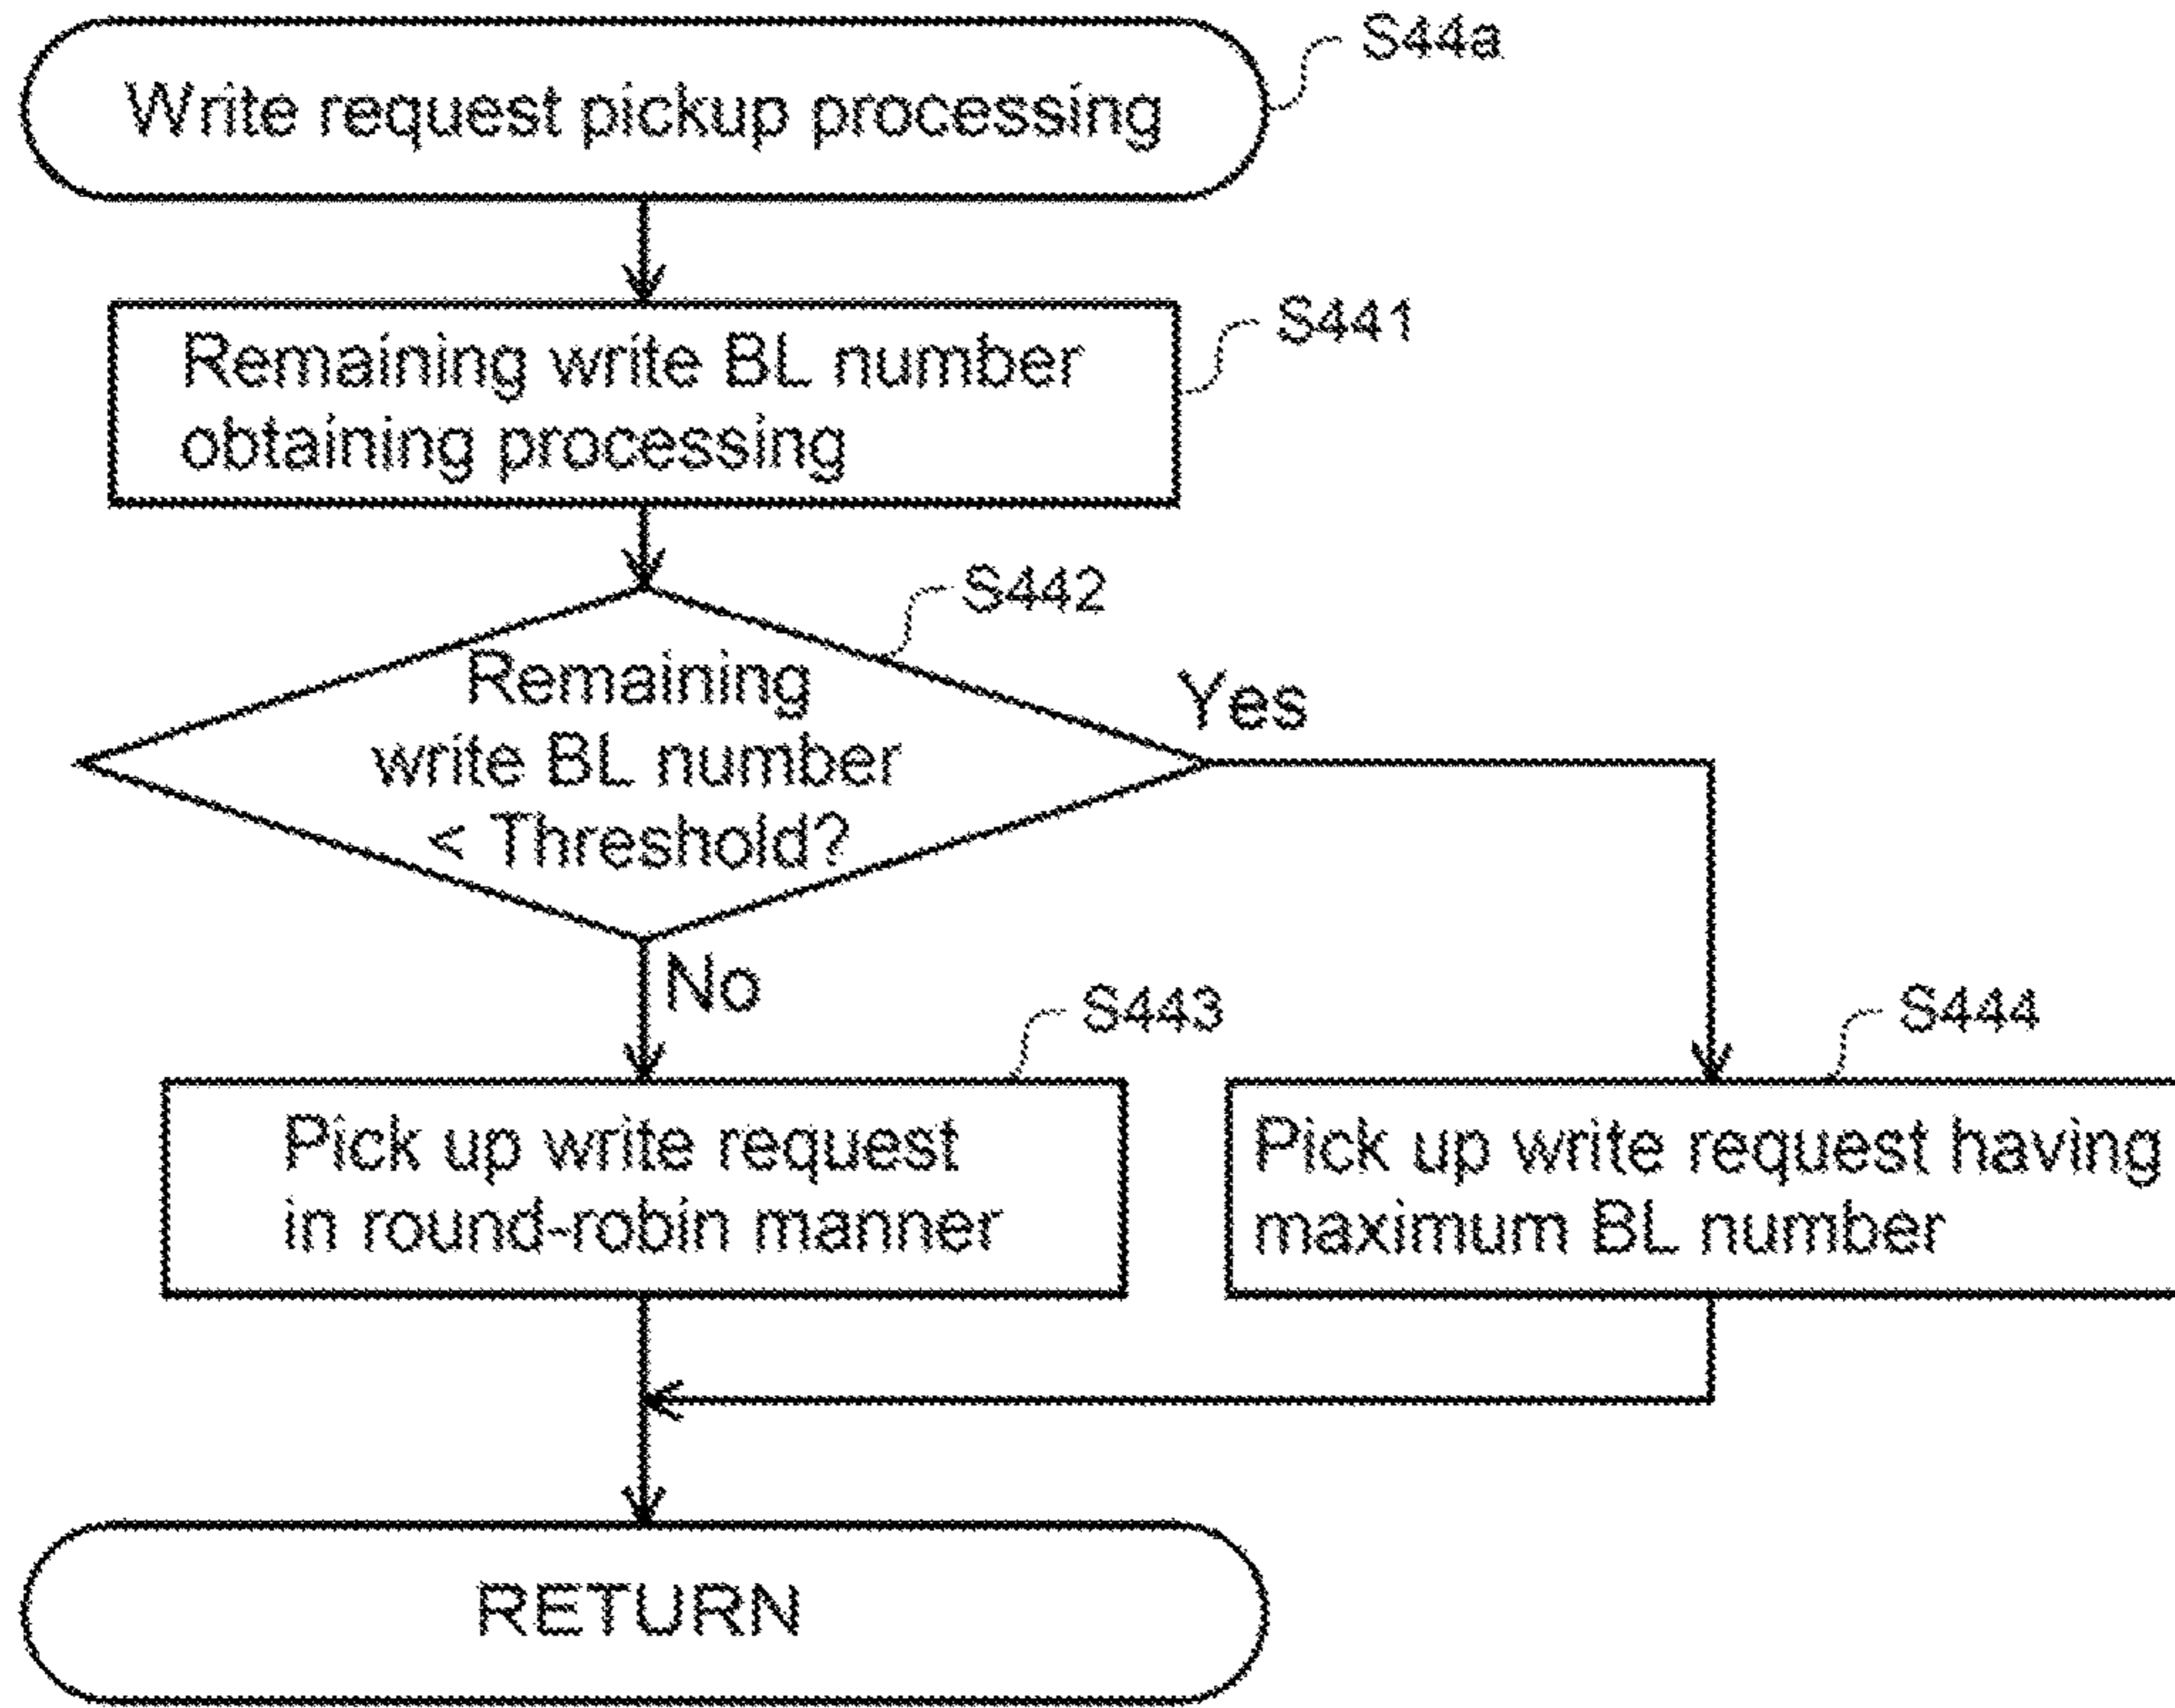 S44a
Write request pickup processing
S441
Remaining write BL number
obtaining processing
S442
Remaining
write BL number
< Threshold?
Yes
No
S443
S444
Pick up write request
in round-robin manner
Pick up write request having
maximum BL number
RETURN